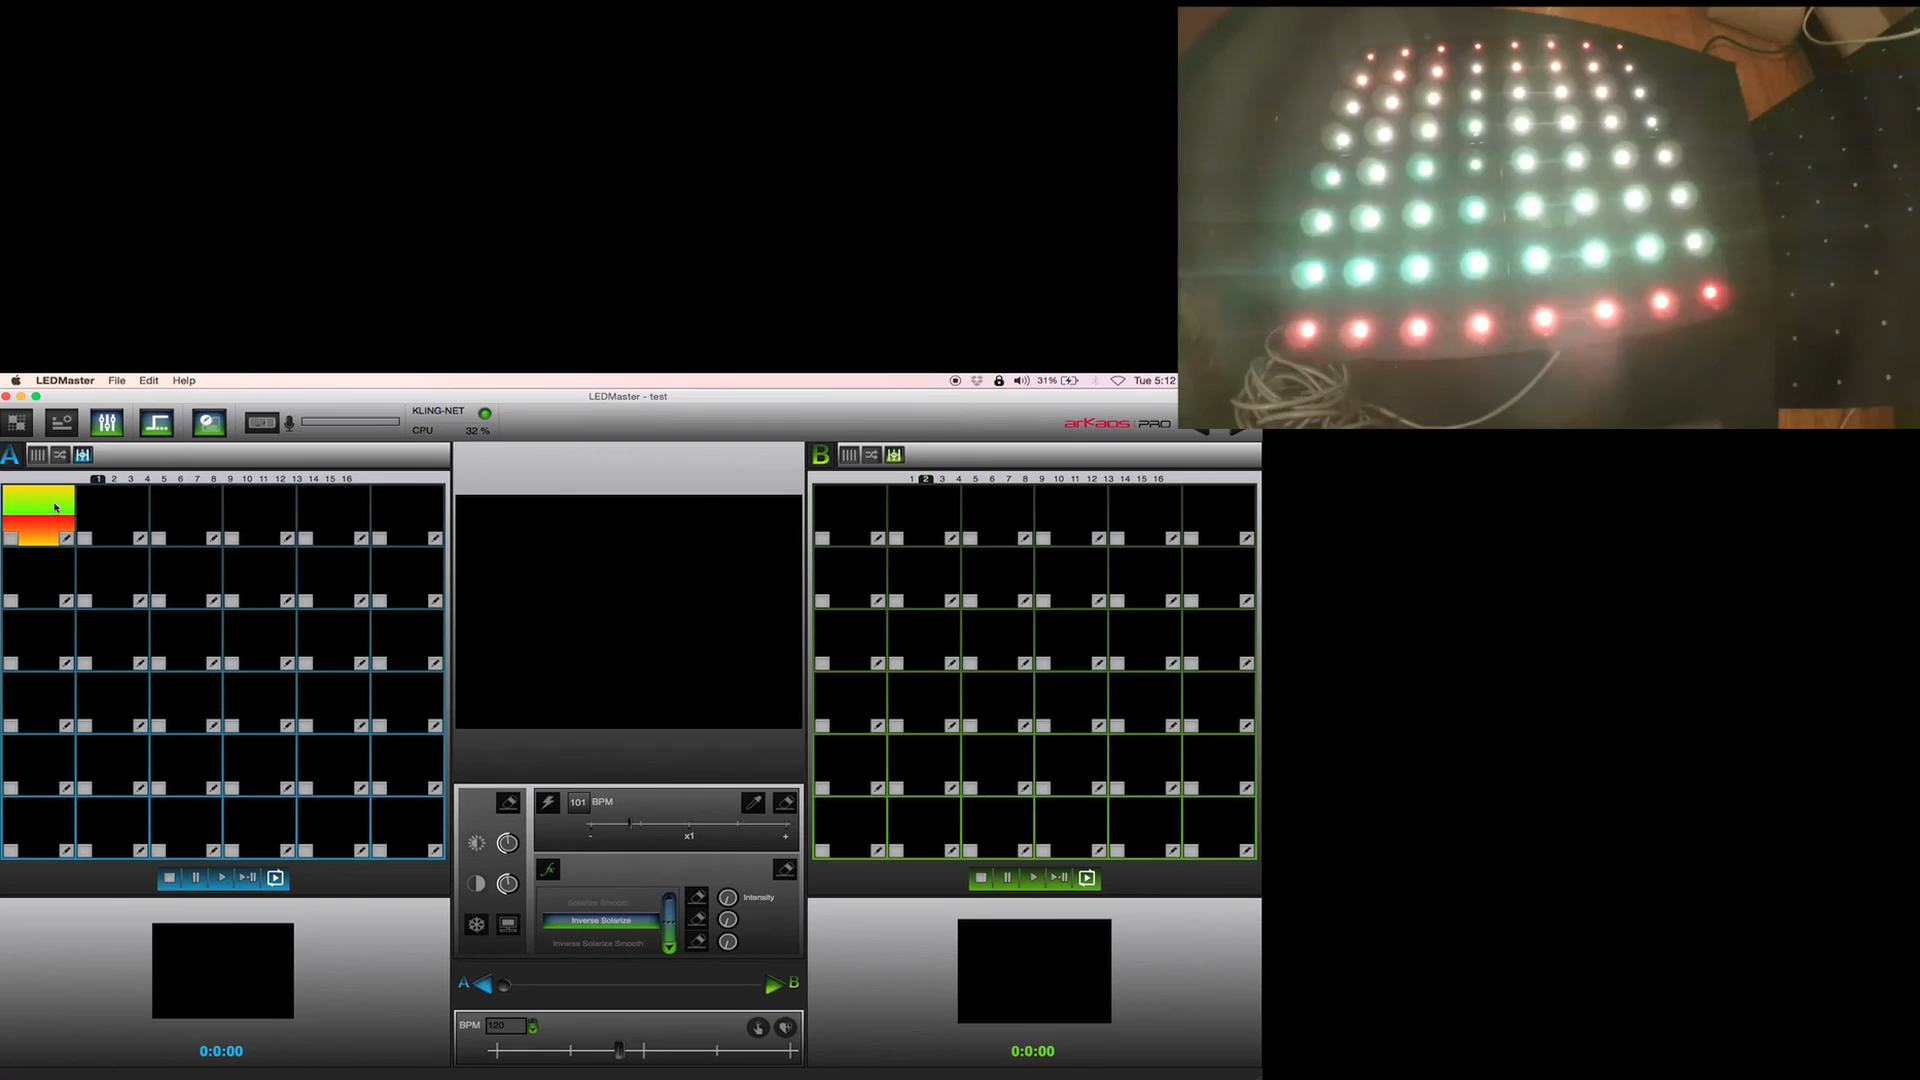 LEDMaster File Edit Help 31% Tue 5:12
LEDMaster - test
KLING-NET
CPU 32 %
arkaos PRO
A
B
1 2 3 4 5 6 7 8 9 10 11 12 13 14 15 16
1 2 3 4 5 6 7 8 9 10 11 12 13 14 15 16
101 BPM
- x1 +
fx
Solarize Smooth
Intensity
Inverse Solarize
Inverse Solarize Smooth
A B
BPM 120
0:0:00
0:0:00